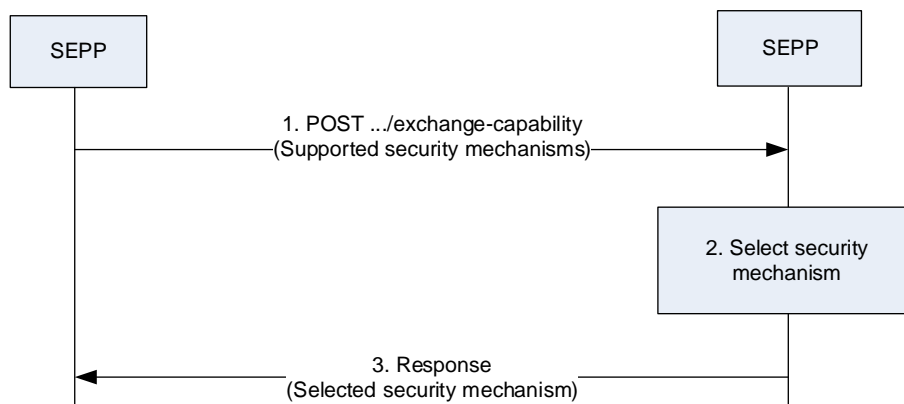 SEPP
SEPP
1. POST .../exchange-capability
(Supported security mechanisms)
2. Select security
mechanism
3. Response
(Selected security mechanism)